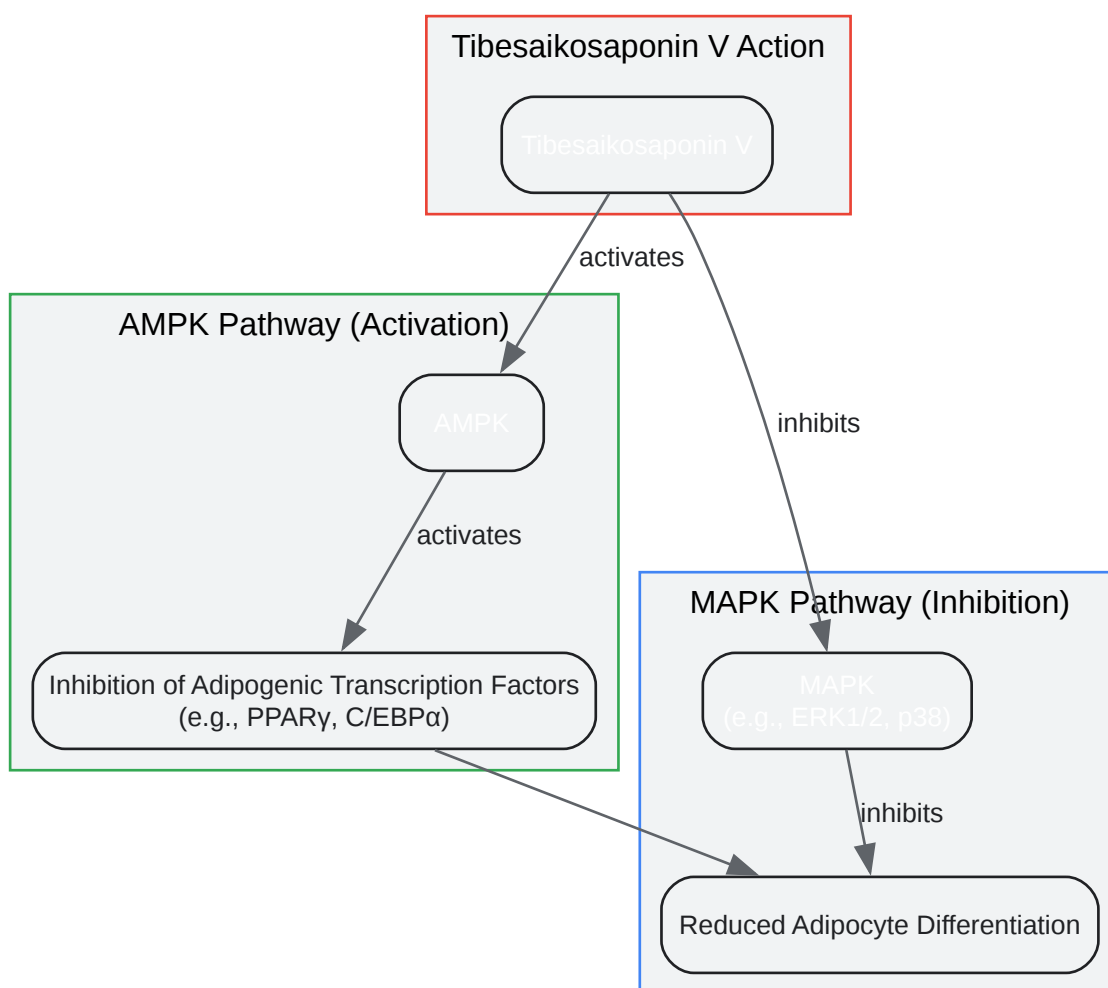 Tibesaikosaponin V Action
Tibesaikosaponin V
activates
AMPK Pathway (Activation)
AMPK
inhibits
activates
MAPK Pathway (Inhibition)
Inhibition of Adipogenic Transcription Factors
(e.g., PPARγ, C/EBPα)
MAPK
(e.g., ERK1/2, p38)
inhibits
Reduced Adipocyte Differentiation